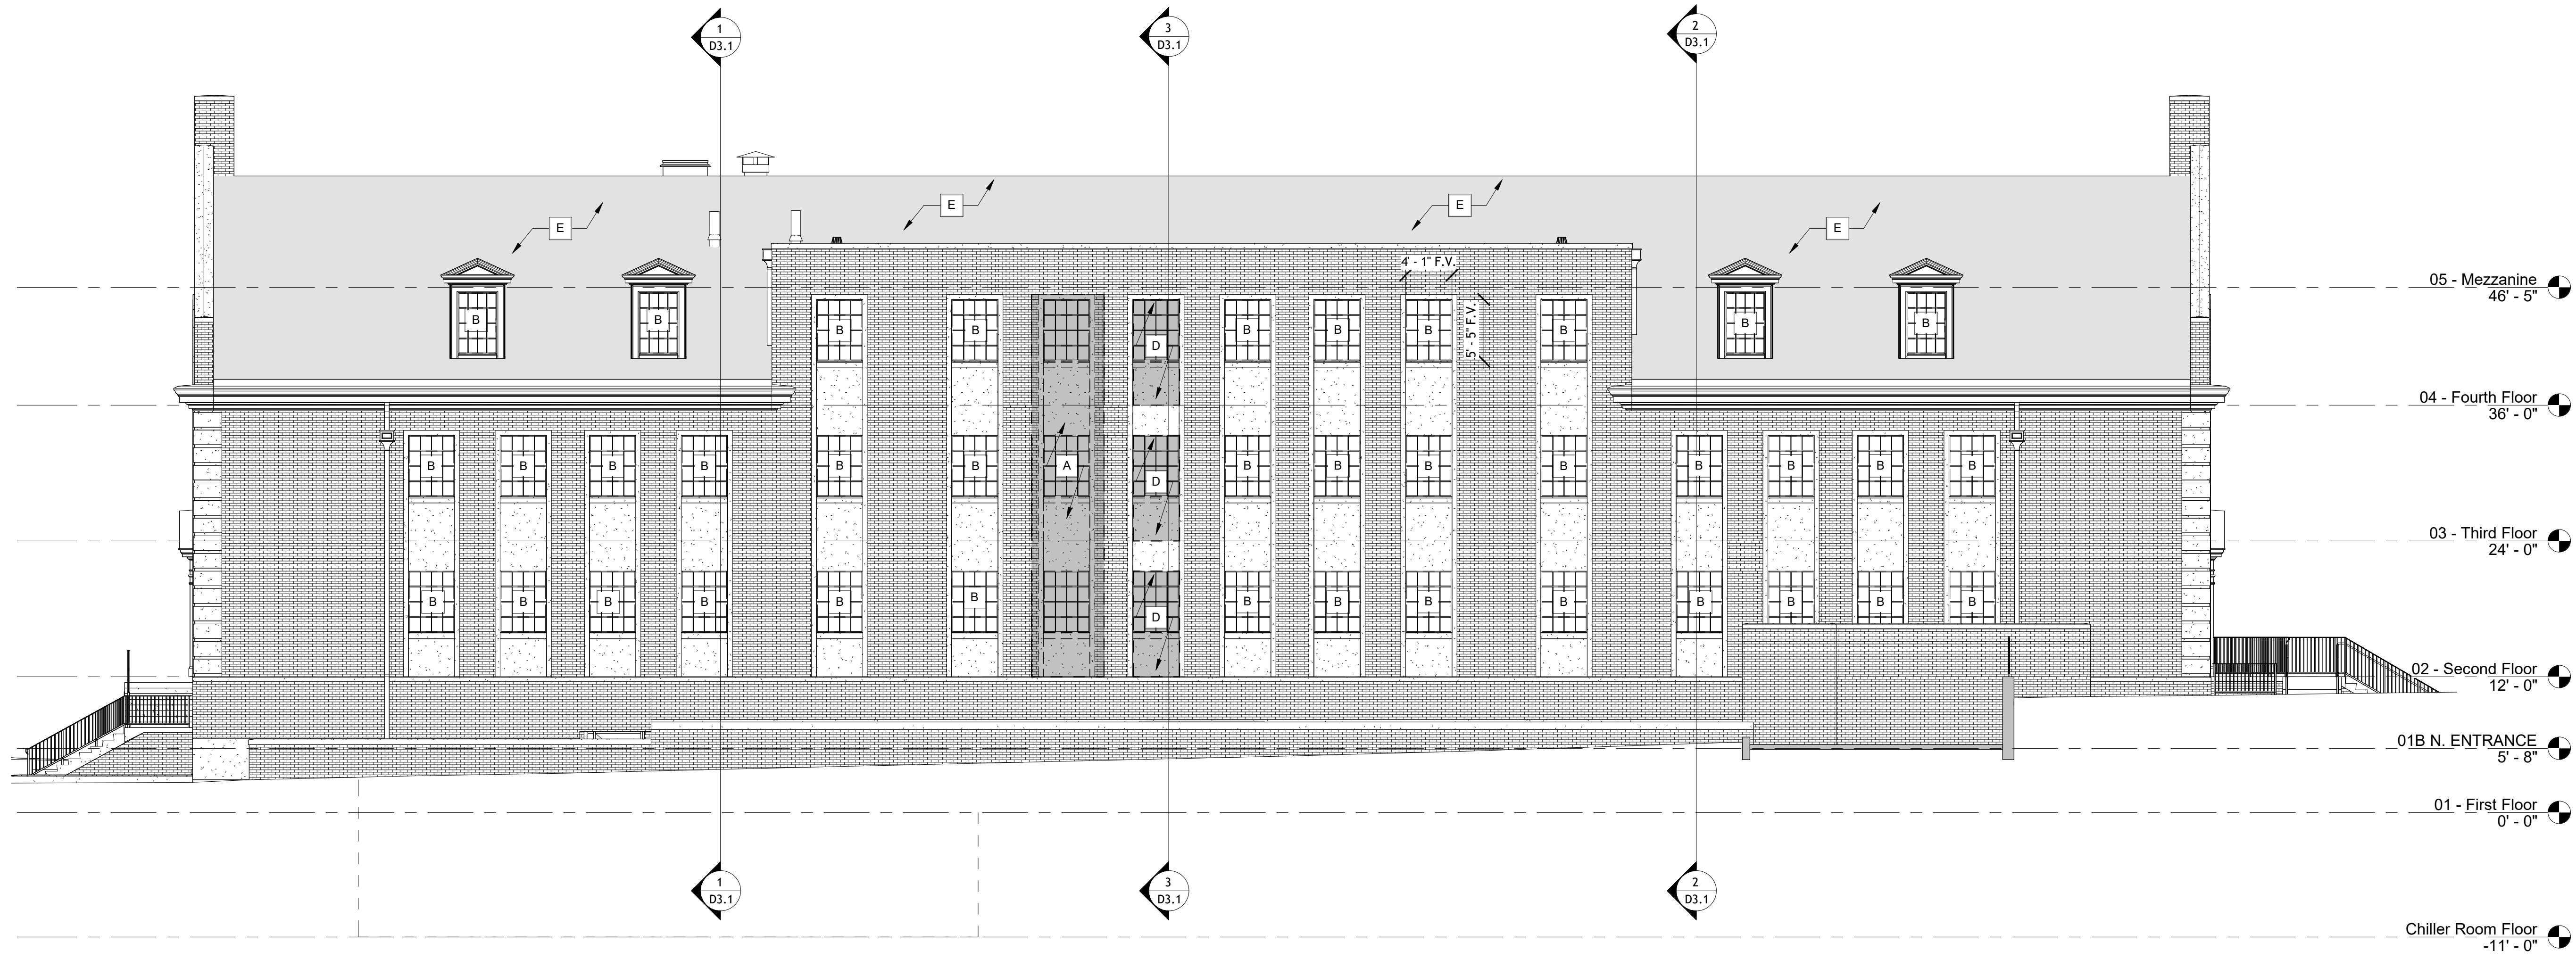 1
D3.1
3
D3.1
2
D3.1
E
E
E
E
4' - 1" F.V.
5' - 5" F.V.
05 - Mezzanine
46' - 5"
B
B
B
B
B
B
B
B
B
B
D
04 - Fourth Floor
36' - 0"
B
B
B
B
B
B
A
D
B
B
B
B
B
B
B
B
03 - Third Floor
24' - 0"
B
B
B
B
B
B
D
B
B
B
B
B
B
B
B
02 - Second Floor
12' - 0"
01B N. ENTRANCE
5' - 8"
01 - First Floor
0' - 0"
1
D3.1
3
D3.1
2
D3.1
Chiller Room Floor
-11' - 0"